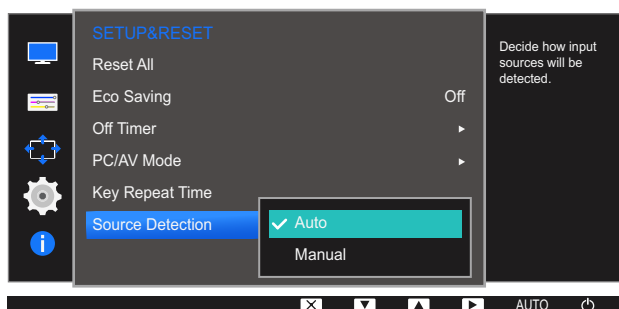 SETUP&RESET
Reset All
Eco Saving Off
Off Timer
PC/AV Mode
Key Repeat Time
Source Detection
Auto
Manual
Decide how input
sources will be
detected.
AUTO